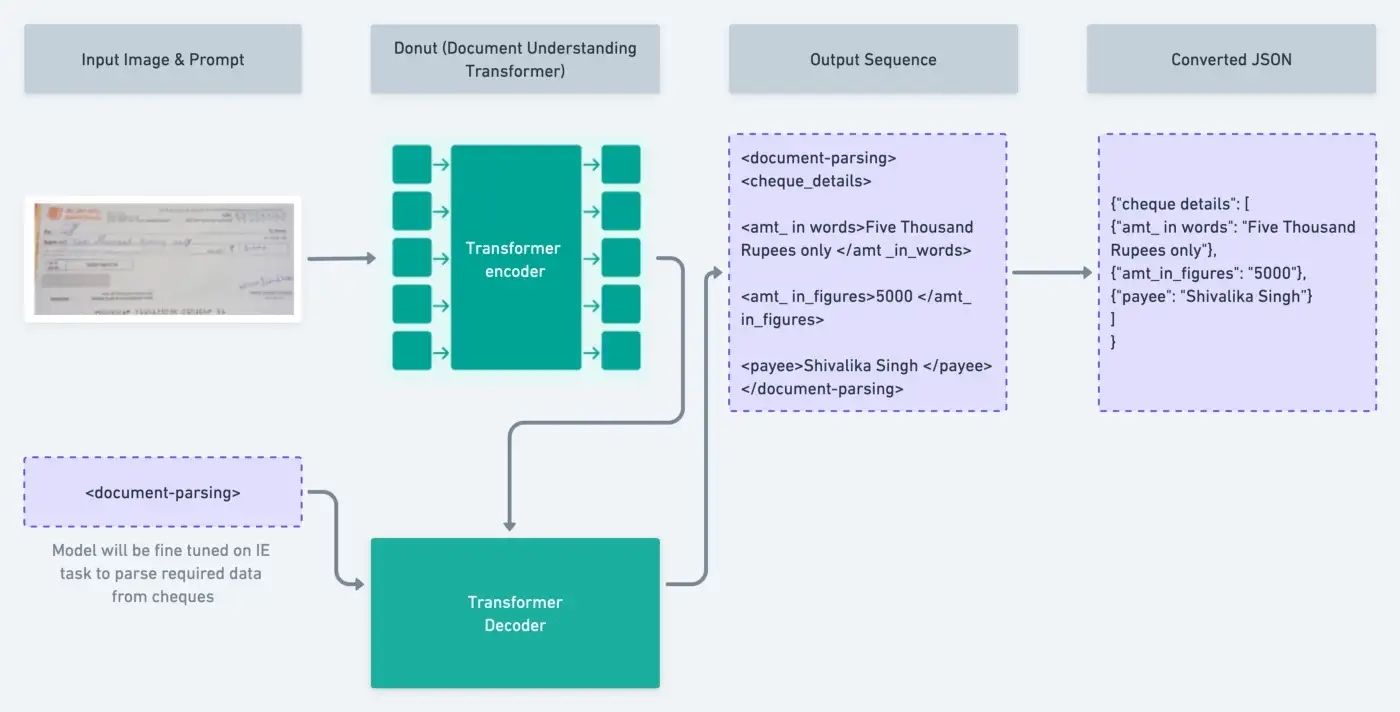 Input Image & Prompt
Donut (Document Understanding
Transformer)
Output Sequence
Converted JSON
Transformer
encoder
<document-parsing>
<cheque_details>
<amt_ in words>Five Thousand
Rupees only </amt _in_words>
<amt_ in_figures>5000 </amt_
in_figures>
<payee>Shivalika Singh </payee>
</document-parsing>
{"cheque details": [
{"amt_ in words": "Five Thousand
Rupees only"},
{"amt_in_figures": "5000"},
{"payee": "Shivalika Singh"}
]
}
<document-parsing>
Model will be fine tuned on IE
task to parse required data
from cheques
Transformer
Decoder